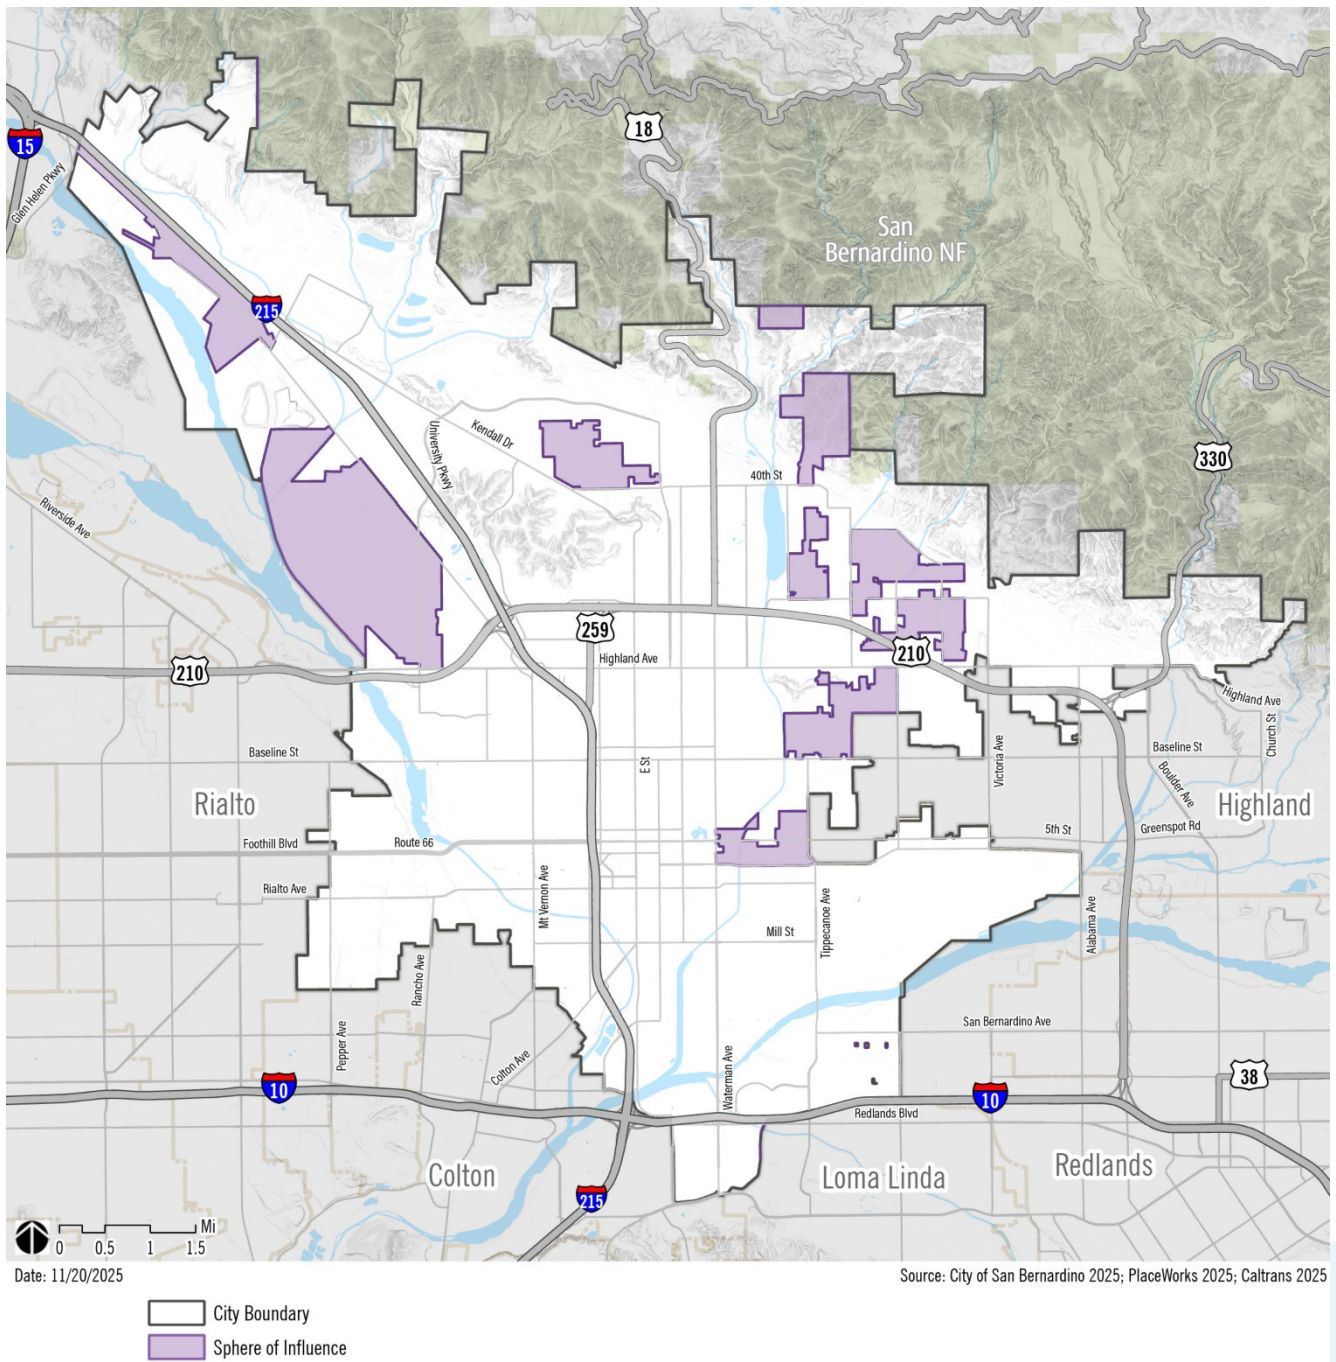 18
15
Glen Helen Pkwy
San
Bernardino NF
215
Kendall Dr
University Pkwy
330
40th St
Riverside Ave
259
210
Highland Ave
210
Highland Ave
Church St
Baseline St
E St
Victoria Ave
Baseline St
Boulder Ave
Rialto
Highland
5th St
Greenspot Rd
Foothill Blvd
Route 66
Rialto Ave
Mt Vernon Ave
Tippecanoe Ave
Alabama Ave
Mill St
Rancho Ave
San Bernardino Ave
Pepper Ave
Colton Ave
Waterman Ave
38
10
10
Redlands Blvd
Colton
Loma Linda
Redlands
215
Mi
0 0.5 1 1.5
Date: 11/20/2025
Source: City of San Bernardino 2025; PlaceWorks 2025; Caltrans 2025
City Boundary
Sphere of Influence